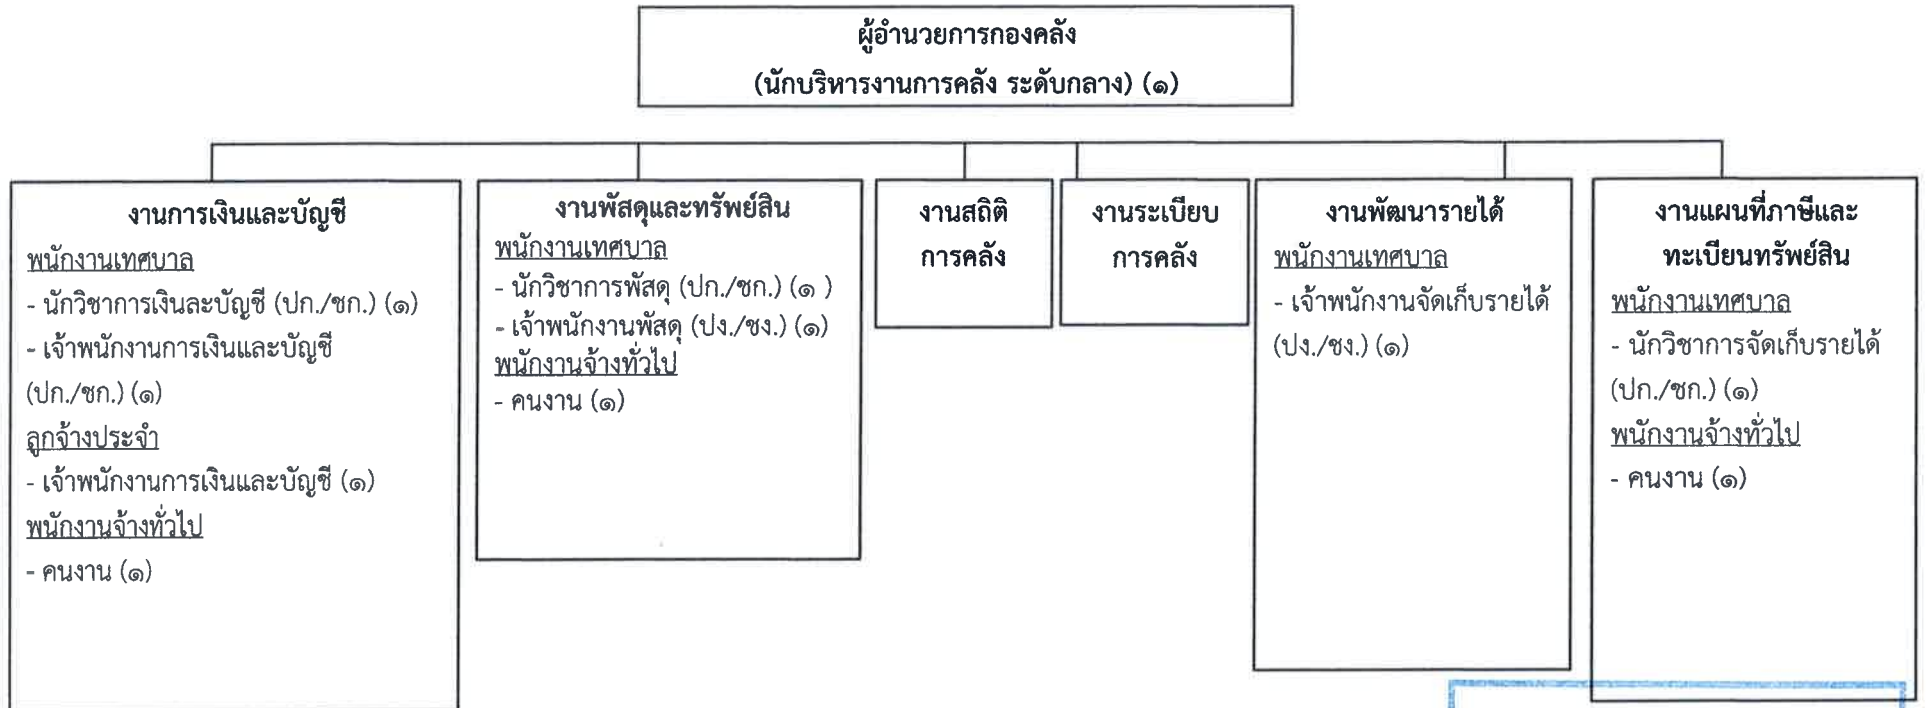 ผู้อำนวยการกองคลัง
(นักบริหารงานการคลัง ระดับกลาง) (๑)
งานการเงินและบัญชี
พนักงานเทศบาล
- นักวิชาการเงินละบัญชี (ปก./ชก.) (๑)
- เจ้าพนักงานการเงินและบัญชี
(ปก./ชก.) (๑)
ลูกจ้างประจำ
- เจ้าพนักงานการเงินและบัญชี (๑)
พนักงานจ้างทั่วไป
- คนงาน (๑)
งานพัสดุและทรัพย์สิน
พนักงานเทศบาล
- นักวิชาการพัสดุ (ปก./ชก.) (๑ )
- เจ้าพนักงานพัสดุ (ปง./ชง.) (๑)
พนักงานจ้างทั่วไป
- คนงาน (๑)
งานสถิติ
การคลัง
งานระเบียบ
การคลัง
งานพัฒนารายได้
พนักงานเทศบาล
- เจ้าพนักงานจัดเก็บรายได้
(ปง./ชง.) (๑)
งานแผนที่ภาษีและ
ทะเบียนทรัพย์สิน
พนักงานเทศบาล
- นักวิชาการจัดเก็บรายได้
(ปก./ชก.) (๑)
พนักงานจ้างทั่วไป
- คนงาน (๑)